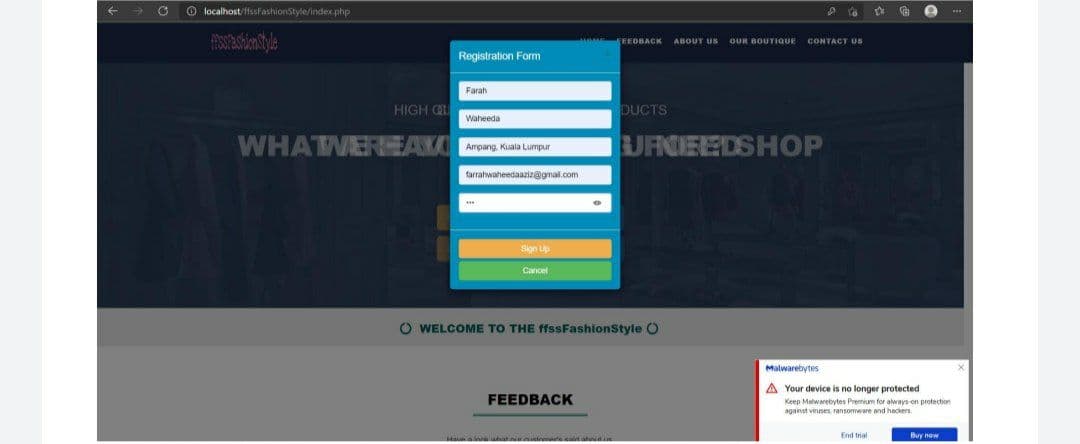 localhost/ffssFashionStyle/index.php
ffssFashionStyle
HOME FEEDBACK ABOUT US OUR BOUTIQUE CONTACT US
Registration Form
Farah
HIGH DUCTS
Waheeda
SHOP
Ampang, Kuala Lumpur
farrahwaheedaaziz@gmail.com
Sign Up
Cancel
WELCOME TO THE ffssFashionStyle
FEEDBACK
Have a look what our customer's said about us
Malwarebytes
Your device is no longer protected
Keep Malwarebytes Premium for always-on protection
against viruses, ransomware and hackers.
End trial Buy now